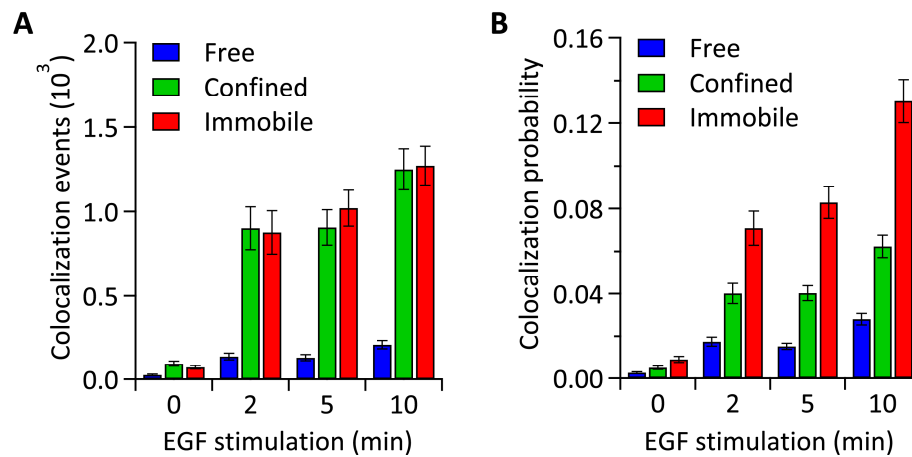 A
Colocalization events (10³)
2.0
1.5
1.0
0.5
0.0
Free
Confined
Immobile
0 2 5 10
EGF stimulation (min)
B
Colocalization probability
0.16
0.12
0.08
0.04
0.00
Free
Confined
Immobile
0 2 5 10
EGF stimulation (min)